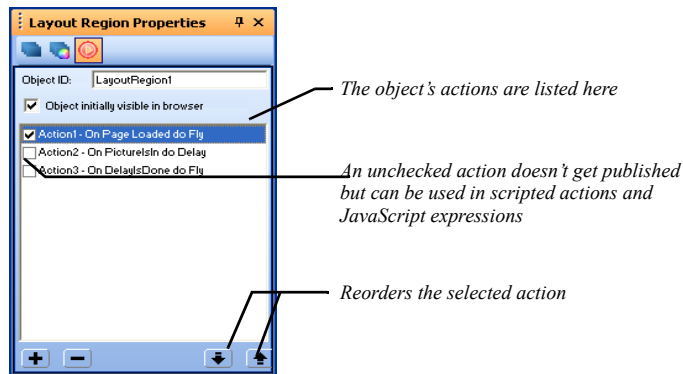 Layout Region Properties
Object ID: LayoutRegion1
Object initially visible in browser
Action1 - On Page Loaded do Fly
Action2 - On PictureIsIn do Delay
Action3 - On DelayIsDone do Fly
The object’s actions are listed here
An unchecked action doesn’t get published
but can be used in scripted actions and
JavaScript expressions
Reorders the selected action